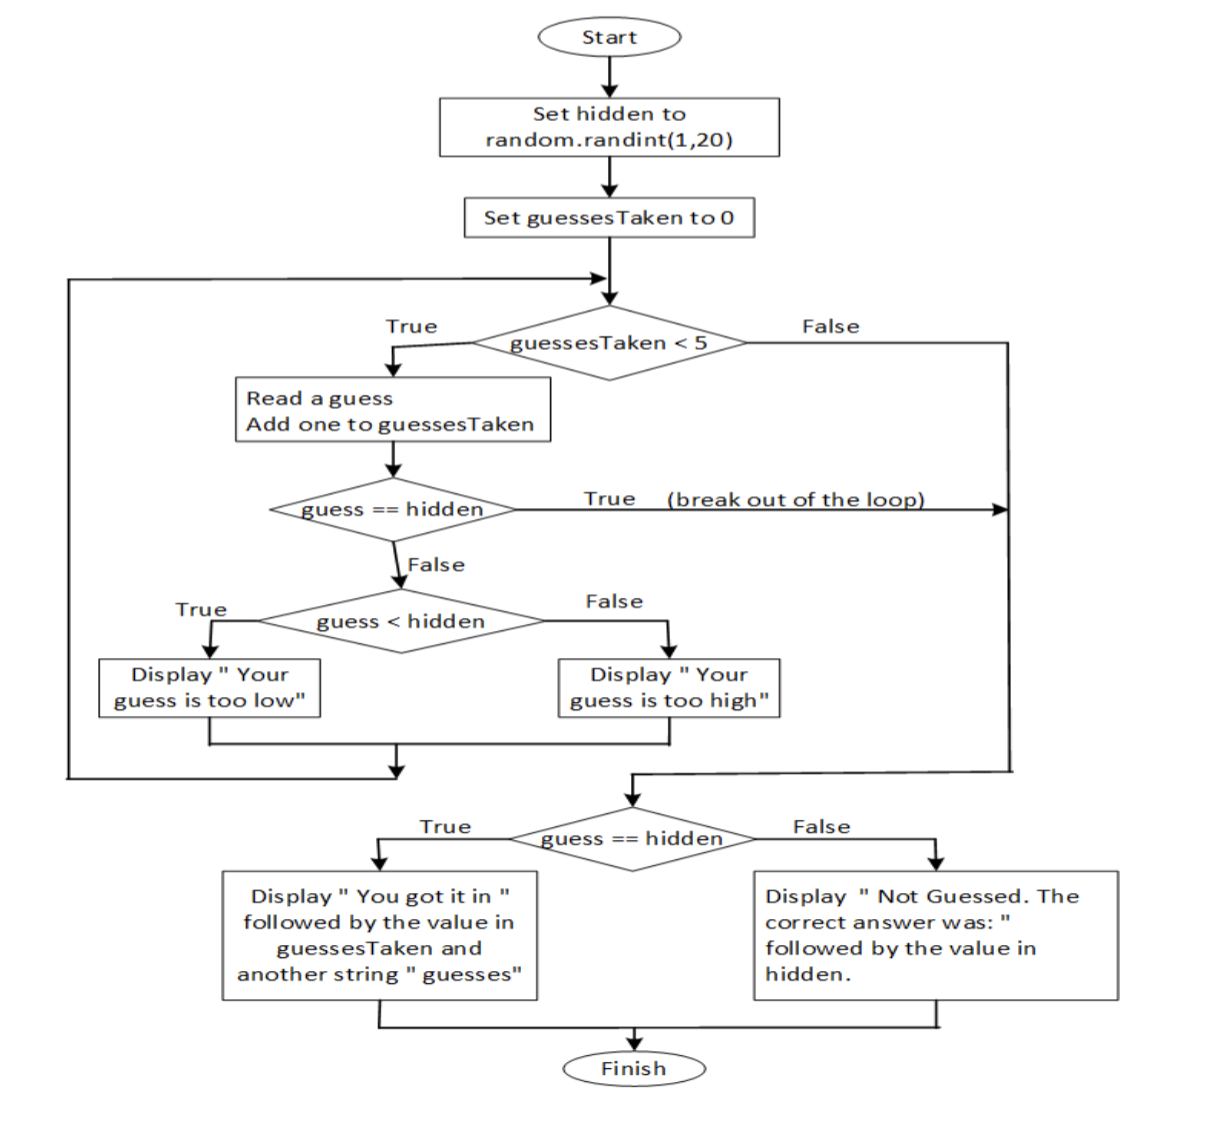 Start
Set hidden to
random.randint(1,20)
Set guessesTaken to 0
True
False
guessesTaken < 5
Read a guess
Add one to guessesTaken
True (break out of the loop)
guess == hidden
False
True
False
guess < hidden
Display " Your
guess is too low"
Display " Your
guess is too high"
True
False
guess == hidden
Display " You got it in "
followed by the value in
guessesTaken and
another string " guesses"
Display " Not Guessed. The
correct answer was: "
followed by the value in
hidden.
Finish